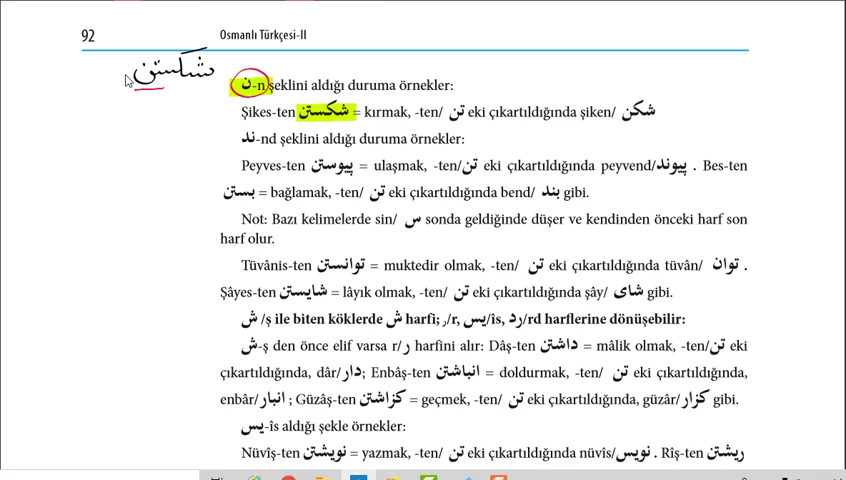 92
Osmanlı Türkçesi-II
شكستن
ن-n şeklini aldığı duruma örnekler:
Şikes-ten شكستن = kırmak, -ten/ تن eki çıkartıldığında şiken/ شكن
ند-nd şeklini aldığı duruma örnekler:
Peyves-ten پيوستن = ulaşmak, -ten/تن eki çıkartıldığında peyvend/پيوند . Bes-ten
بستن = bağlamak, -ten/ تن eki çıkartıldığında bend/ بند gibi.
Not: Bazı kelimelerde sin/ س sonda geldiğinde düşer ve kendinden önceki harf son
harf olur.
Tüvânis-ten توانستن = muktedir olmak, -ten/ تن eki çıkartıldığında tüvân/ توان .
Şâyes-ten شايستن = lâyık olmak, -ten/ تن eki çıkartıldığında şây/ شاى gibi.
ش /ş ile biten köklerde ش harfi; ر/r, يس/îs, رد/rd harflerine dönüşebilir:
ش-ş den önce elif varsa r/ ر harfini alır: Dâş-ten داشتن = mâlik olmak, -ten/تن eki
çıkartıldığında, dâr/دار; Enbâş-ten انباشتن = doldurmak, -ten/ تن eki çıkartıldığında,
enbâr/انبار ; Güzâş-ten كزاشتن = geçmek, -ten/ تن eki çıkartıldığında, güzâr/ كزار gibi.
يس-îs aldığı şekle örnekler:
Nüvîş-ten نويشتن = yazmak, -ten/ تن eki çıkartıldığında nüvîs/نويس . Rîş-ten ريشتن